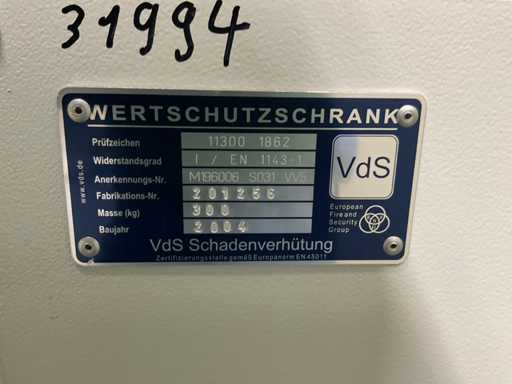 31994
WERTSCHUTZSCHRANK
Prüfzeichen 11300 1862
Widerstandsgrad I / EN 1143-1
Anerkennungs-Nr. M196006 S031 VVS
Fabrikations-Nr. 201256
Masse (kg) 300
Baujahr 2004
VdS
European
Fire and
Security
Group
www.vds.de
VdS Schadenverhütung
Zertifizierungsstelle gemäß Europanorm EN 45011